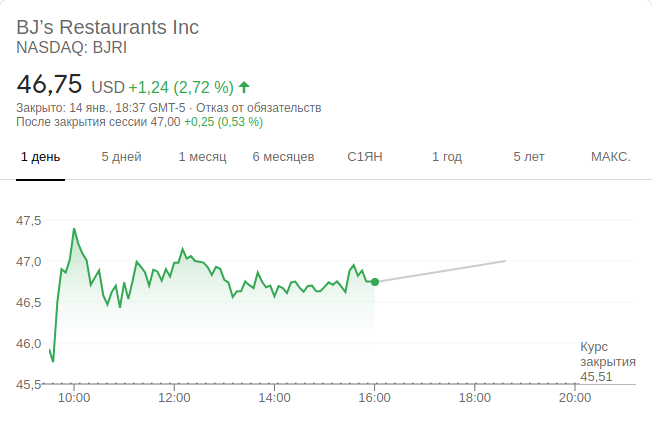 BJ’s Restaurants Inc
NASDAQ: BJRI
46,75 USD +1,24 (2,72 %)
Закрыто: 14 янв., 18:37 GMT-5 · Отказ от обязательств
После закрытия сессии 47,00 +0,25 (0,53 %)
1 день 5 дней 1 месяц 6 месяцев С1ЯН 1 год 5 лет МАКС.
47,5
47,0
46,5
46,0
Курс
закрытия
45,51
45,5
10:00 12:00 14:00 16:00 18:00 20:00